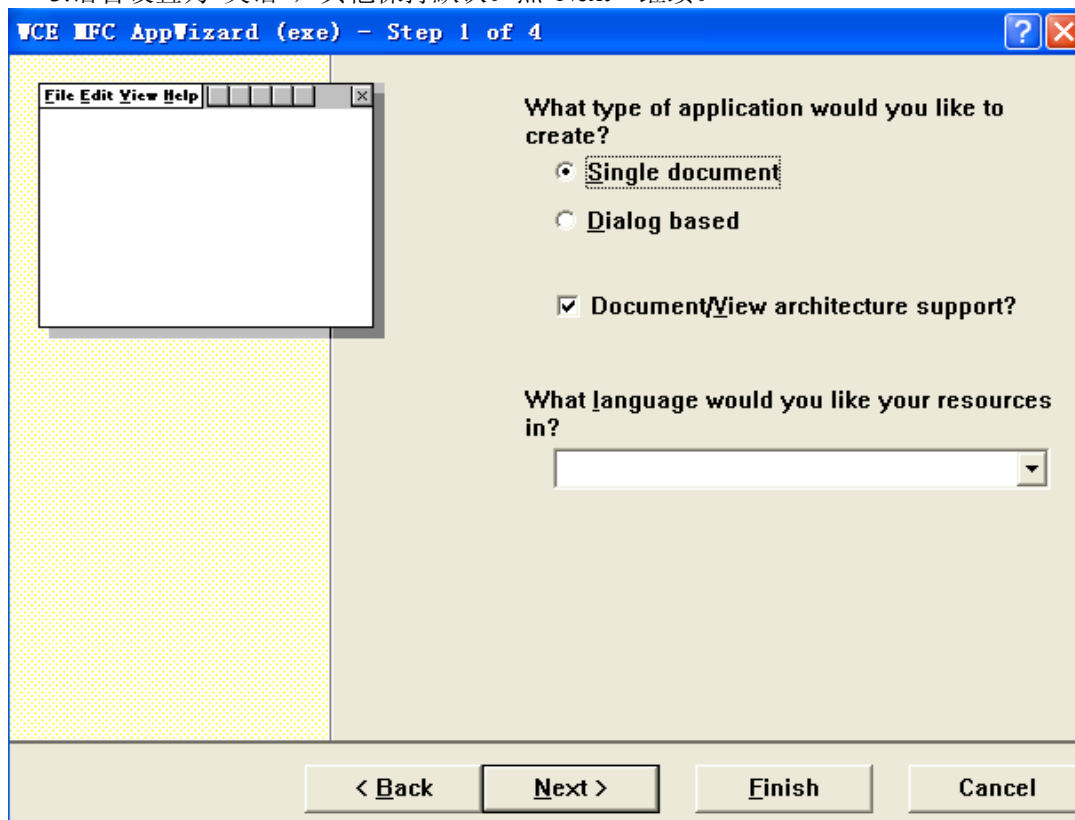 WCE MFC AppWizard (exe) - Step 1 of 4
File Edit View Help
What type of application would you like to
create?
Single document
Dialog based
Document/View architecture support?
What language would you like your resources
in?
< Back
Next >
Finish
Cancel